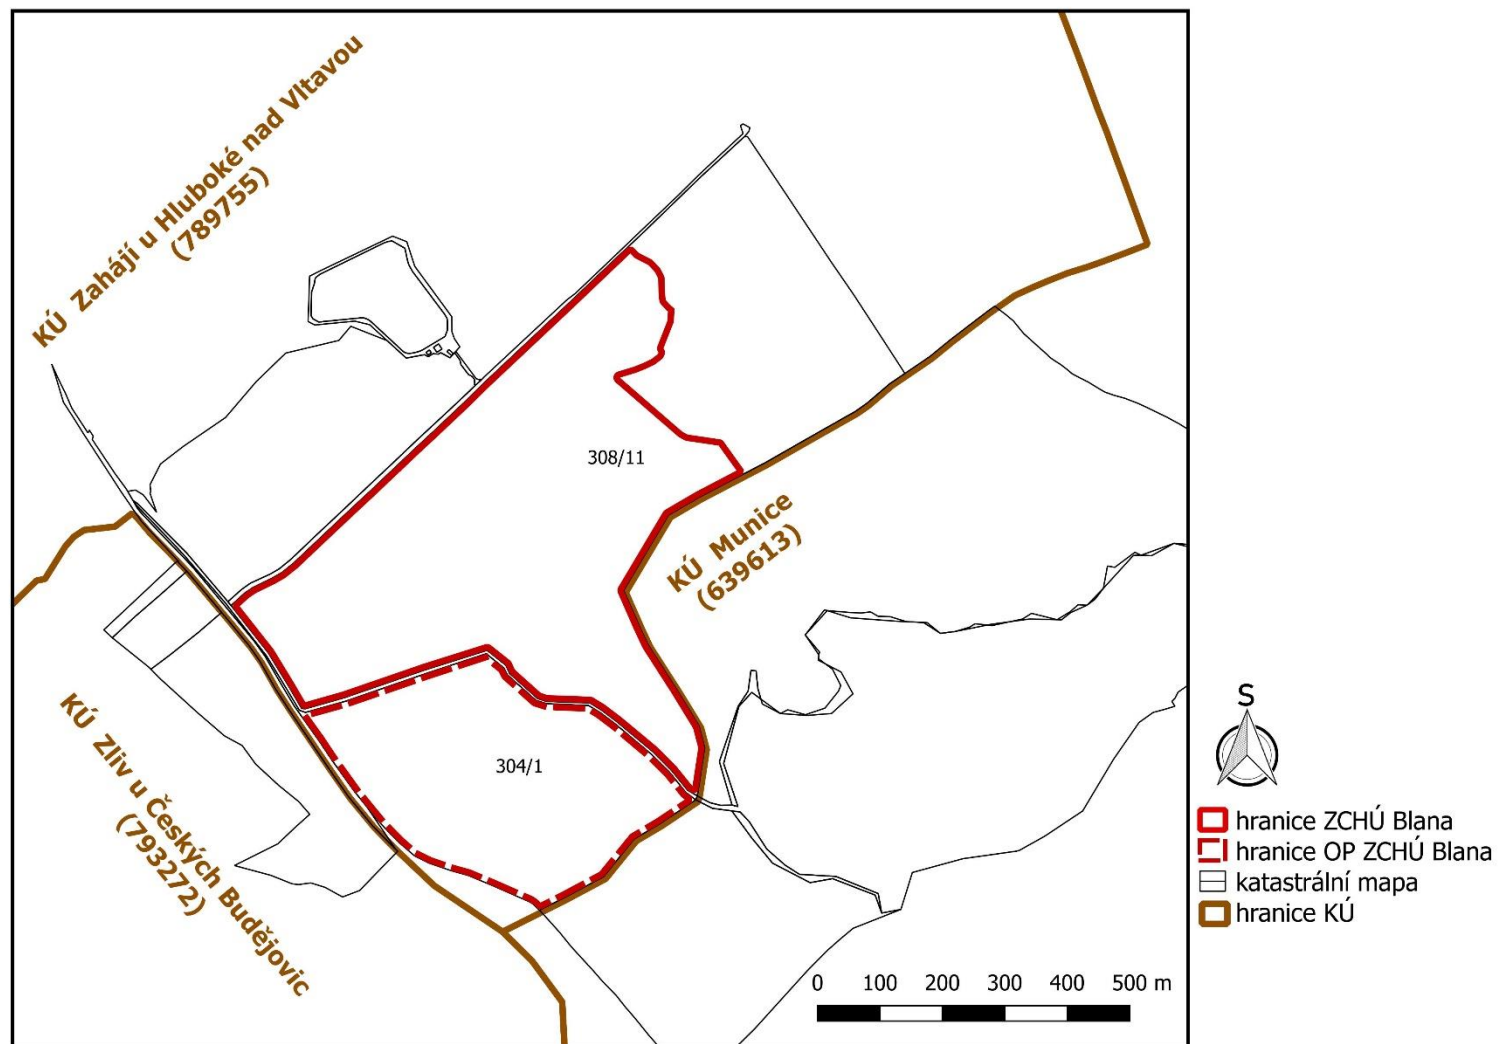 KÚ Zahájí u Hluboké nad Vltavou
(789755)
308/11
KÚ Munice
(639613)
304/1
KÚ Zliv u Českých Budějovic
(793272)
S
hranice ZCHÚ Blana
hranice OP ZCHÚ Blana
katastrální mapa
hranice KÚ
0 100 200 300 400 500 m